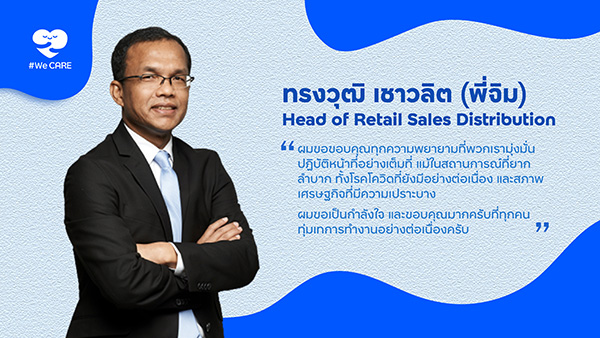 #We CARE
ทรงวุฒิ เชาวลิต (พี่จิม)
Head of Retail Sales Distribution
“ ผมขอขอบคุณทุกความพยายามที่พวกเรามุ่งมั่น
ปฏิบัติหน้าที่อย่างเต็มที่ แม้ในสถานการณ์ที่ยาก
ลำบาก ทั้งโรคโควิดที่ยังมีอย่างต่อเนื่อง และสภาพ
เศรษฐกิจที่มีความเปราะบาง
ผมขอเป็นกำลังใจ และขอบคุณมากครับที่ทุกคน
ทุ่มเทการทำงานอย่างต่อเนื่องครับ ”